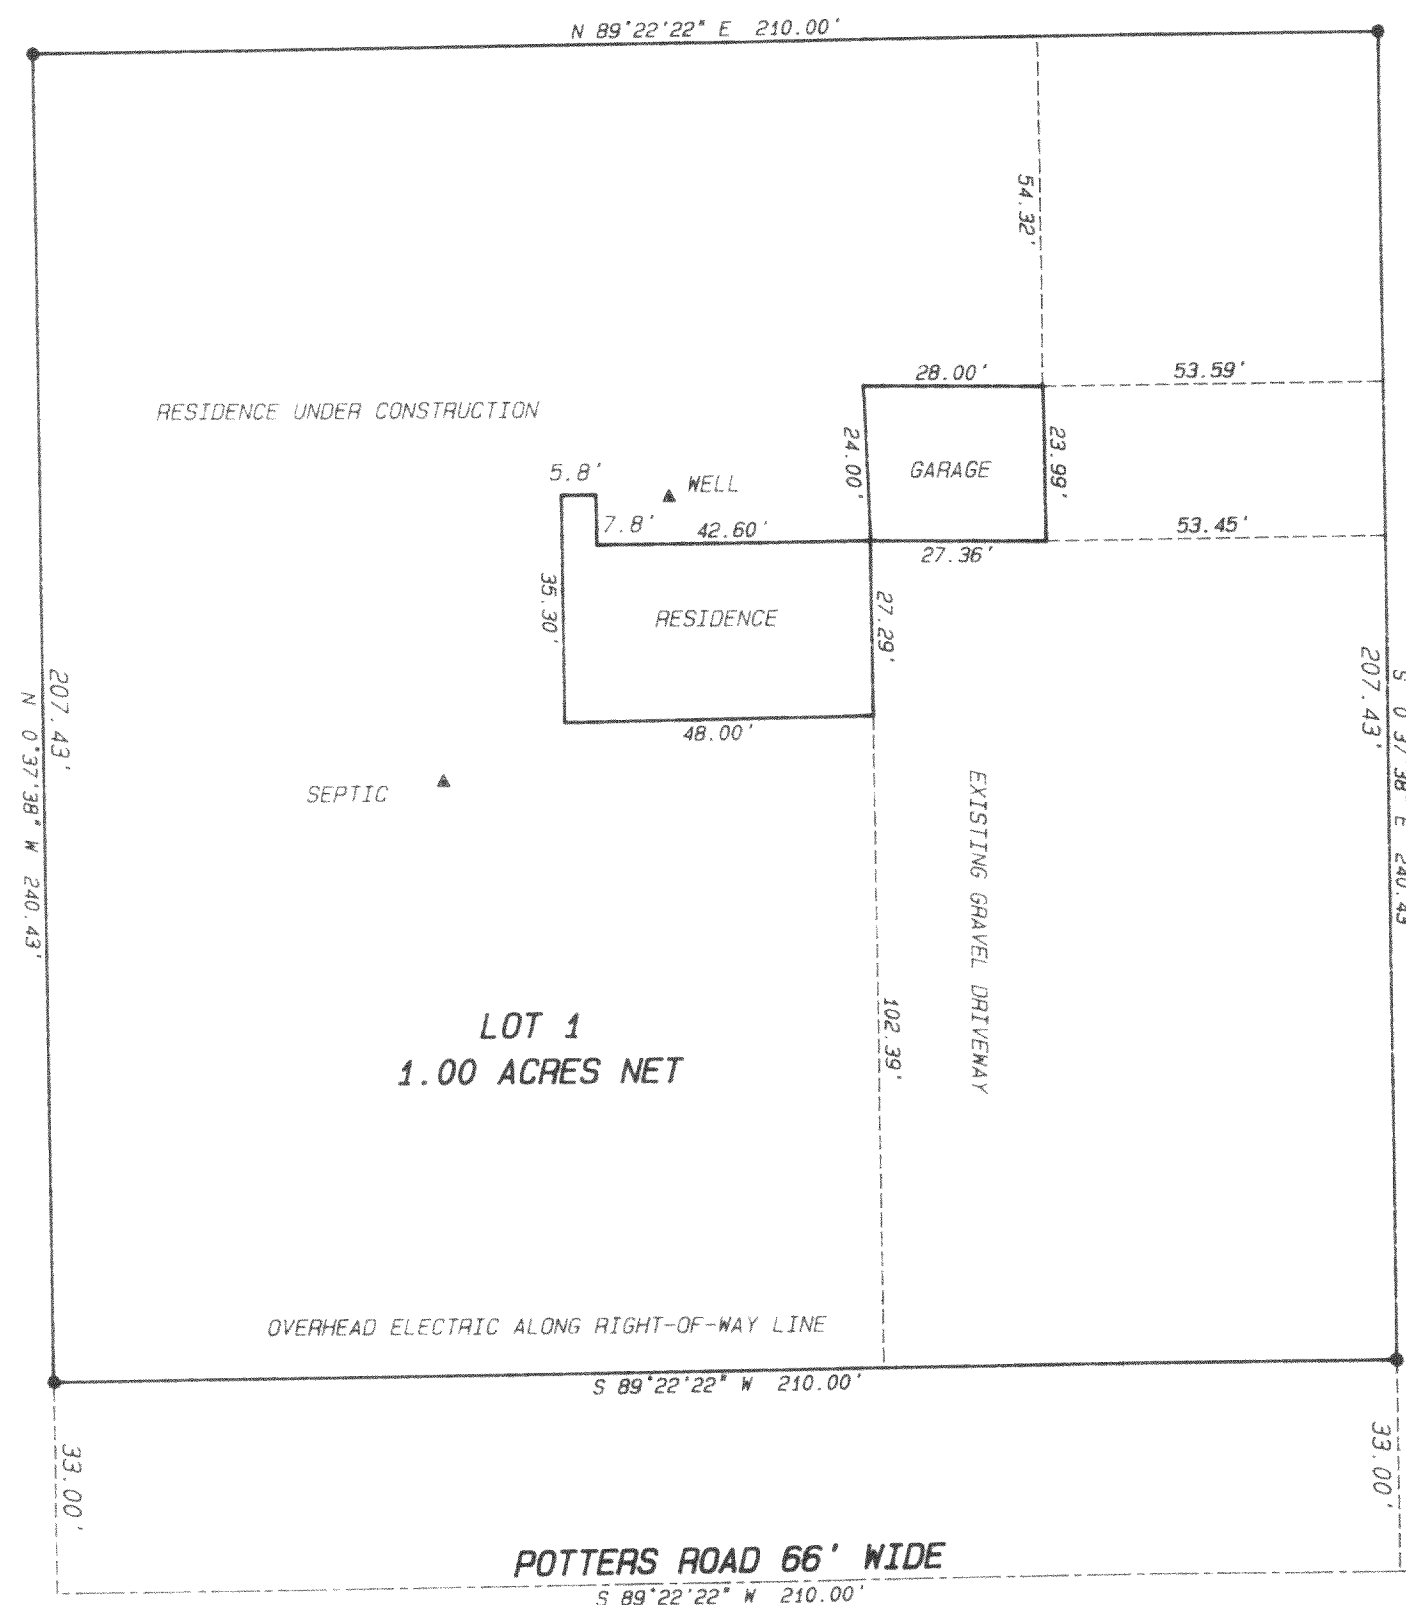 N 89°22'22" E 210.00'
54.32'
28.00'
53.59'
RESIDENCE UNDER CONSTRUCTION
24.00'
GARAGE
23.99'
5.8'
WELL
7.8'
42.60'
27.36'
53.45'
35.30'
RESIDENCE
27.29'
48.00'
207.43'
N 0°37'38" W 240.43'
207.43'
S 0°37'38" E 240.43
SEPTIC
EXISTING GRAVEL DRIVEWAY
102.39'
LOT 1
1.00 ACRES NET
OVERHEAD ELECTRIC ALONG RIGHT-OF-WAY LINE
S 89°22'22" W 210.00'
33.00'
33.00'
POTTERS ROAD 66' WIDE
S 89°22'22" W 210.00'